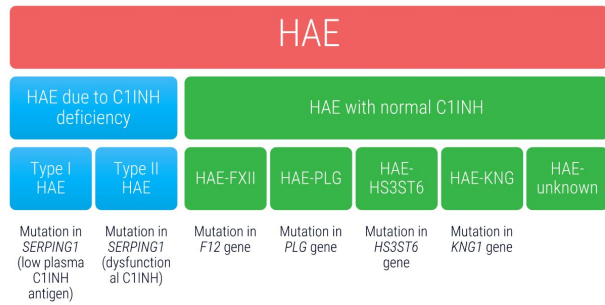 HAE
HAE due to C1INH
deficiency
HAE with normal C1INH
Type I
HAE
Type II
HAE
HAE-FXII
HAE-PLG
HAE-
HS3ST6
HAE-KNG
HAE-
unknown
Mutation in
SERPING1
(low plasma
C1INH
antigen)
Mutation in
SERPING1
(dysfunction
al C1INH)
Mutation in
F12 gene
Mutation in
PLG gene
Mutation in
HS3ST6
gene
Mutation in
KNG1 gene